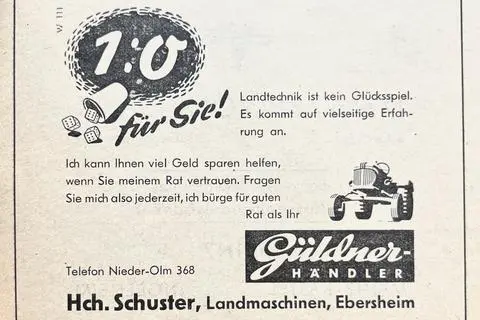 W 111
1:0
für Sie!
Landtechnik ist kein Glücksspiel.
Es kommt auf vielseitige Erfah-
rung an.
Ich kann Ihnen viel Geld sparen helfen,
wenn Sie meinem Rat vertrauen. Fragen
Sie mich also jederzeit, ich bürge für guten
Rat als Ihr
Güldner-
HÄNDLER
Telefon Nieder-Olm 368
Hch. Schuster, Landmaschinen, Ebersheim